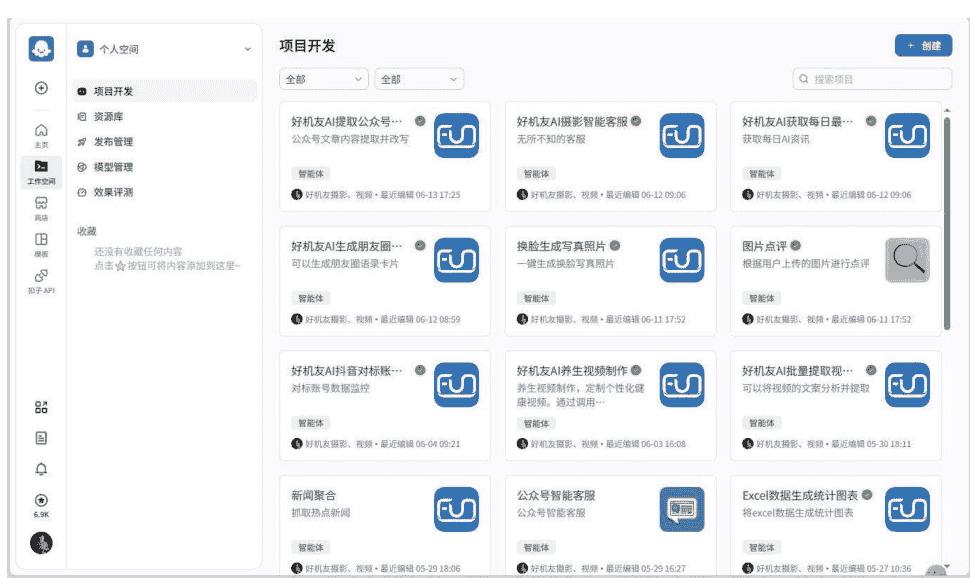 个人空间
项目开发
资源库
发布管理
模型管理
效果评测
收藏
还没有收藏任何内容
点击☆按钮可将内容添加到这里~
主页
工作空间
商店
模板
扣子 API
6.9K
项目开发
+ 创建
全部
全部
搜索项目
好机友AI提取公众号…
公众号文章内容提取并改写
智能体
好机友摄影、视频 • 最近编辑 06-13 17:25
好机友AI摄影智能客服
无所不知的客服
智能体
好机友摄影、视频 • 最近编辑 06-12 09:06
好机友AI获取每日最…
获取每日AI资讯
智能体
好机友摄影、视频 • 最近编辑 06-12 09:06
好机友AI生成朋友圈…
可以生成朋友圈语录卡片
智能体
好机友摄影、视频 • 最近编辑 06-12 08:59
换脸生成写真照片
一键生成换脸写真照片
智能体
好机友摄影、视频 • 最近编辑 06-11 17:52
图片点评
根据用户上传的图片进行点评
智能体
好机友摄影、视频 • 最近编辑 06-11 17:52
好机友AI抖音对标账…
对标账号数据监控
智能体
好机友摄影、视频 • 最近编辑 06-04 09:21
好机友AI养生视频制作
养生视频制作，定制个性化健
康视频。通过调用…
智能体
好机友摄影、视频 • 最近编辑 06-03 16:08
好机友AI批量提取视…
可以将视频的文案分析并提取
智能体
好机友摄影、视频 • 最近编辑 05-30 18:11
新闻聚合
抓取热点新闻
智能体
好机友摄影、视频 • 最近编辑 05-29 18:06
公众号智能客服
公众号智能客服
智能体
好机友摄影、视频 • 最近编辑 05-29 16:27
Excel数据生成统计图表
将excel数据生成统计图表
智能体
好机友摄影、视频 • 最近编辑 05-27 10:36